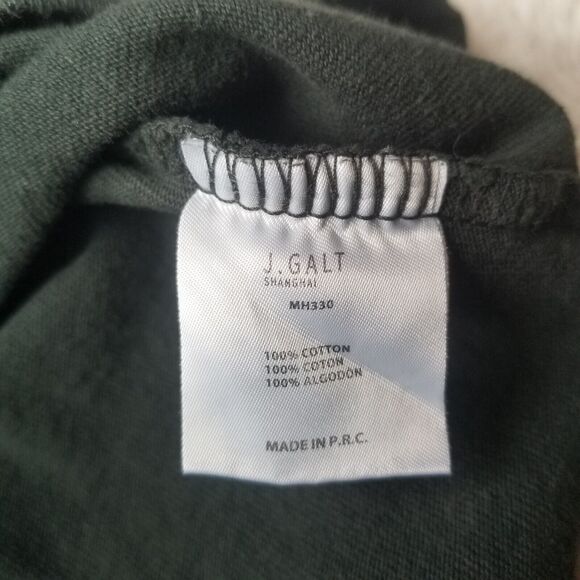 J.GALT
SHANGHAI
MH330
100% COTTON
100% COTON
100% ALGODÓN
MADE IN P.R.C.